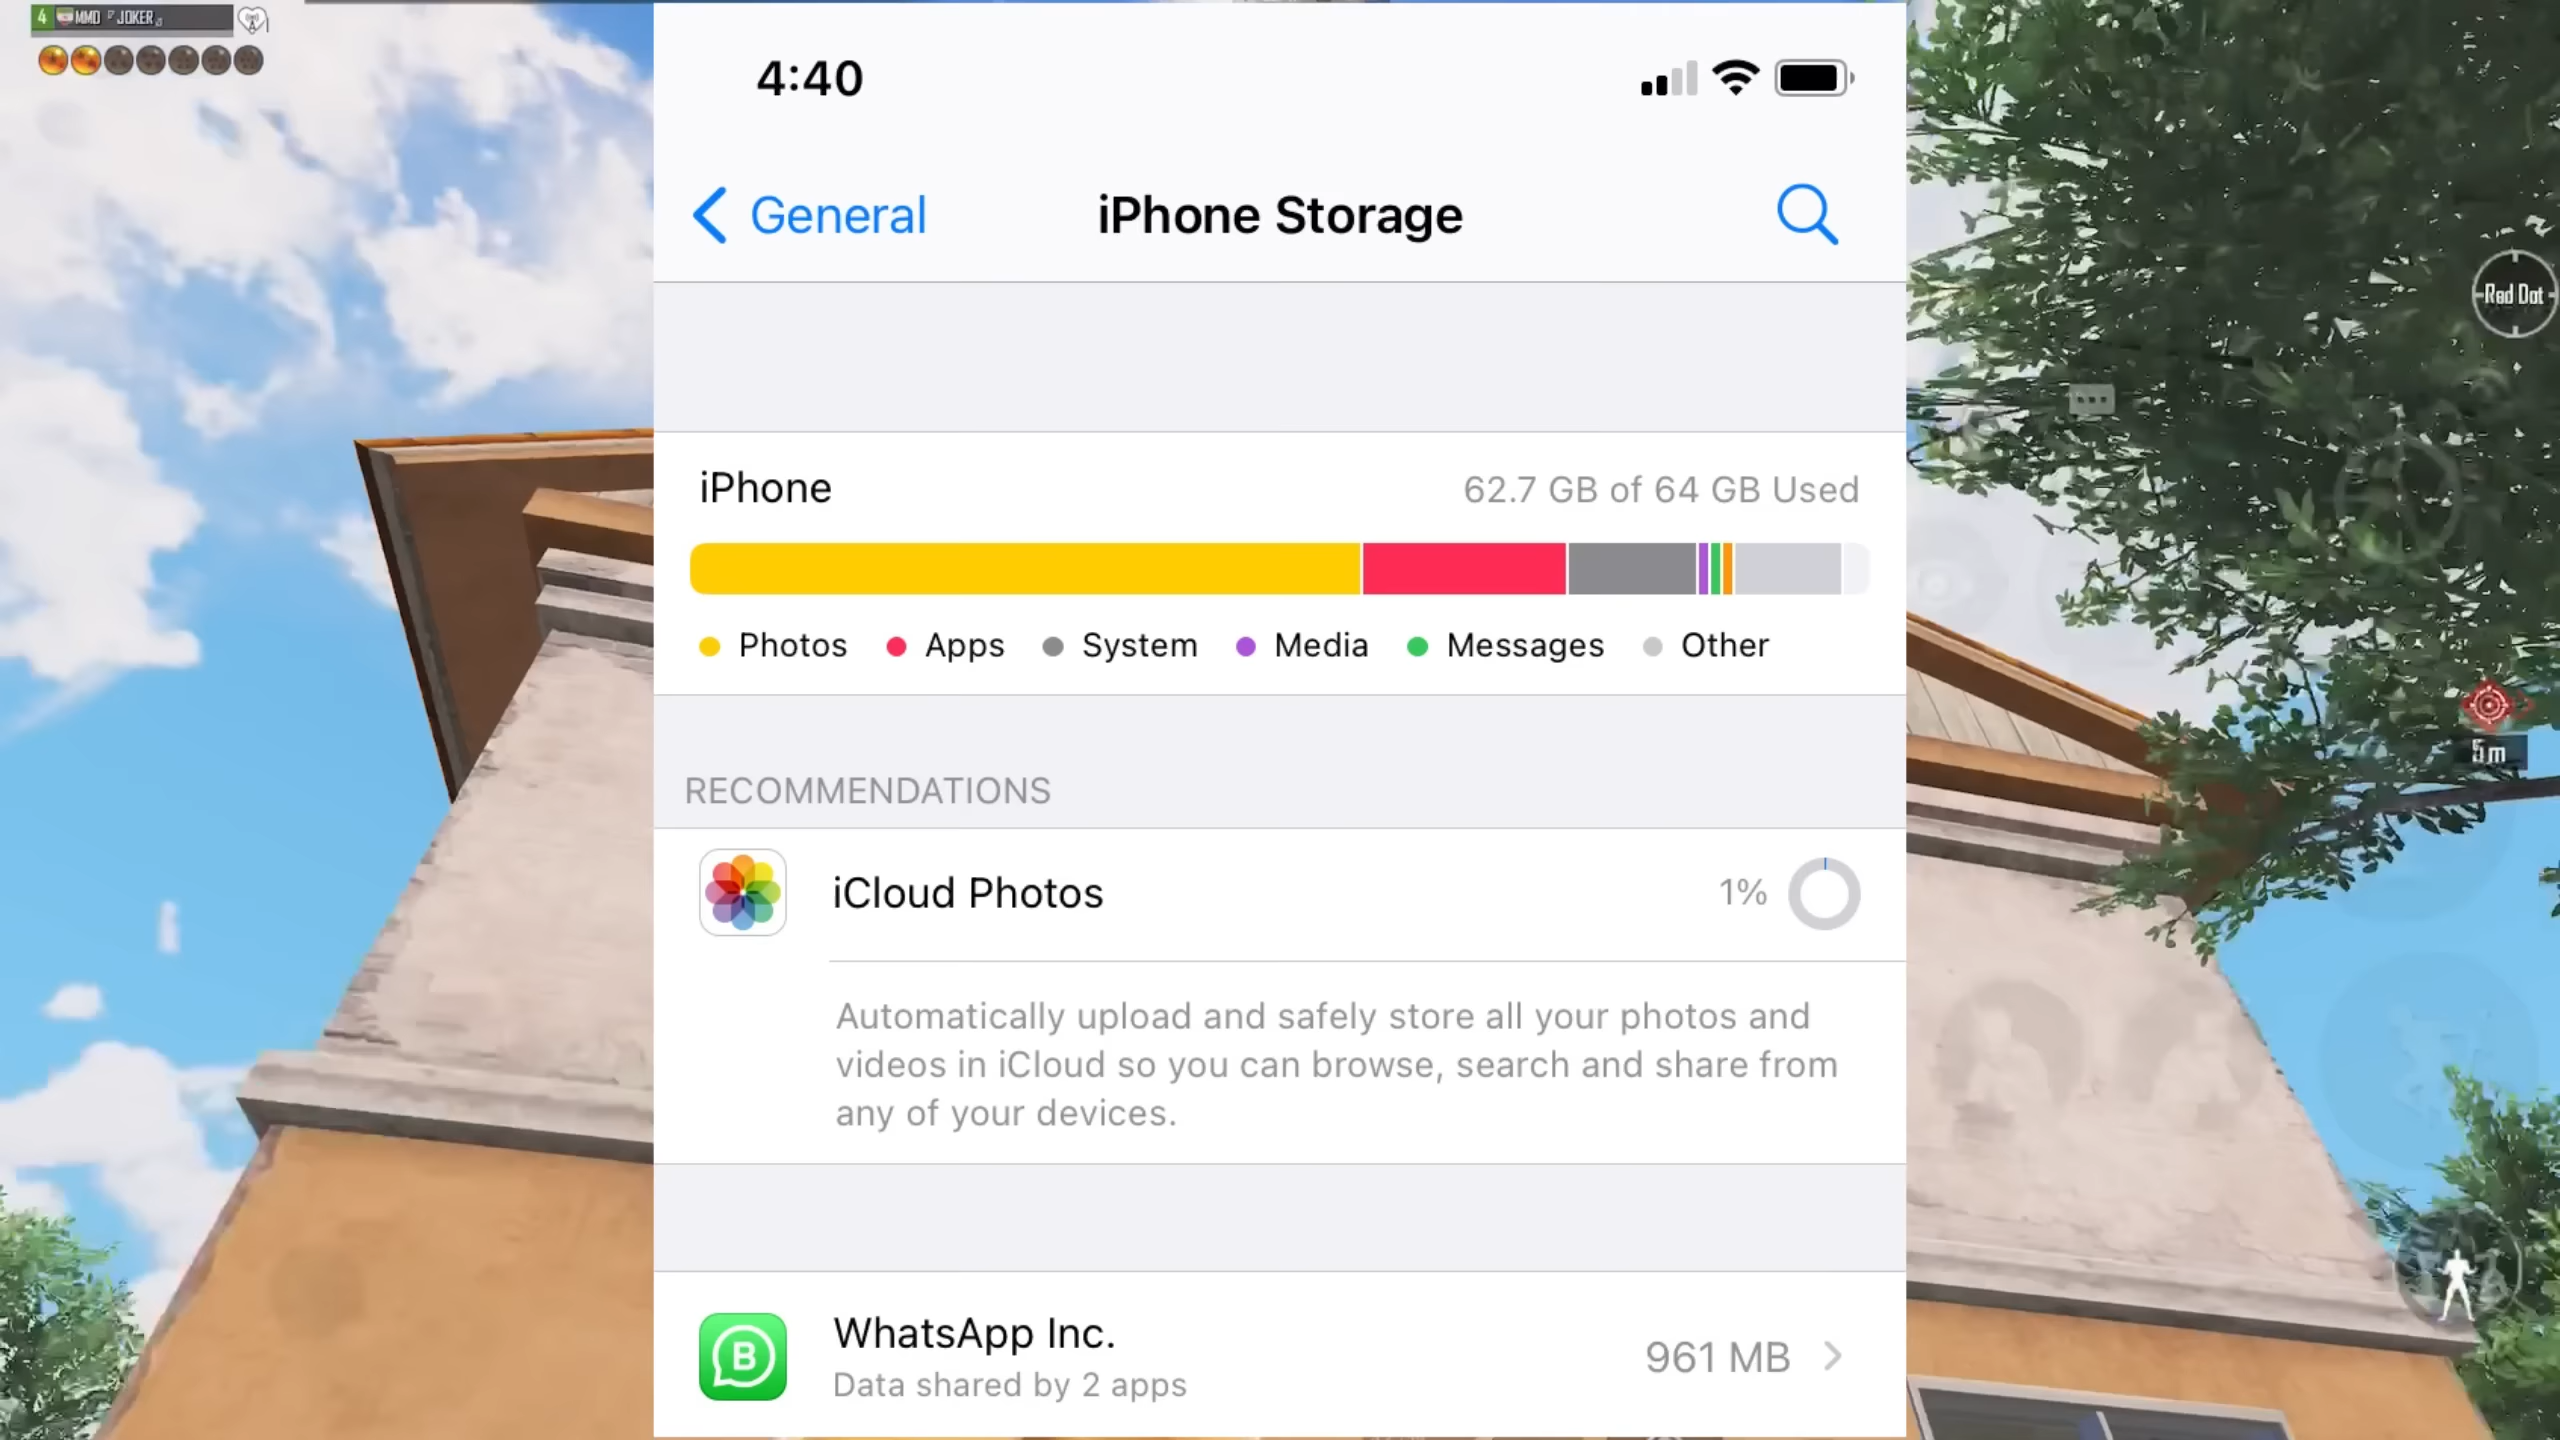 4 MMD JOKER
4:40
General
iPhone Storage
iPhone
62.7 GB of 64 GB Used
Photos Apps System Media Messages Other
RECOMMENDATIONS
iCloud Photos
1%
Automatically upload and safely store all your photos and
videos in iCloud so you can browse, search and share from
any of your devices.
B
WhatsApp Inc.
Data shared by 2 apps
961 MB
Red Dot
5m